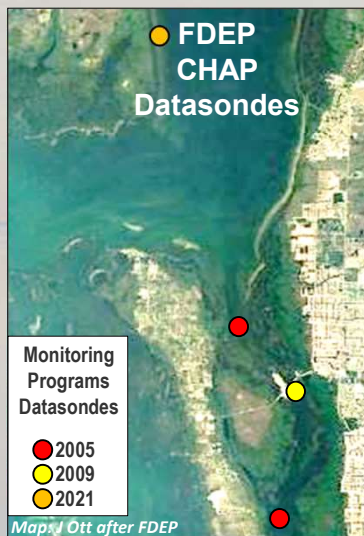 FDEP
CHAP
Datasondes
Monitoring
Programs
Datasondes
2005
2009
2021
Map: J Ott after FDEP